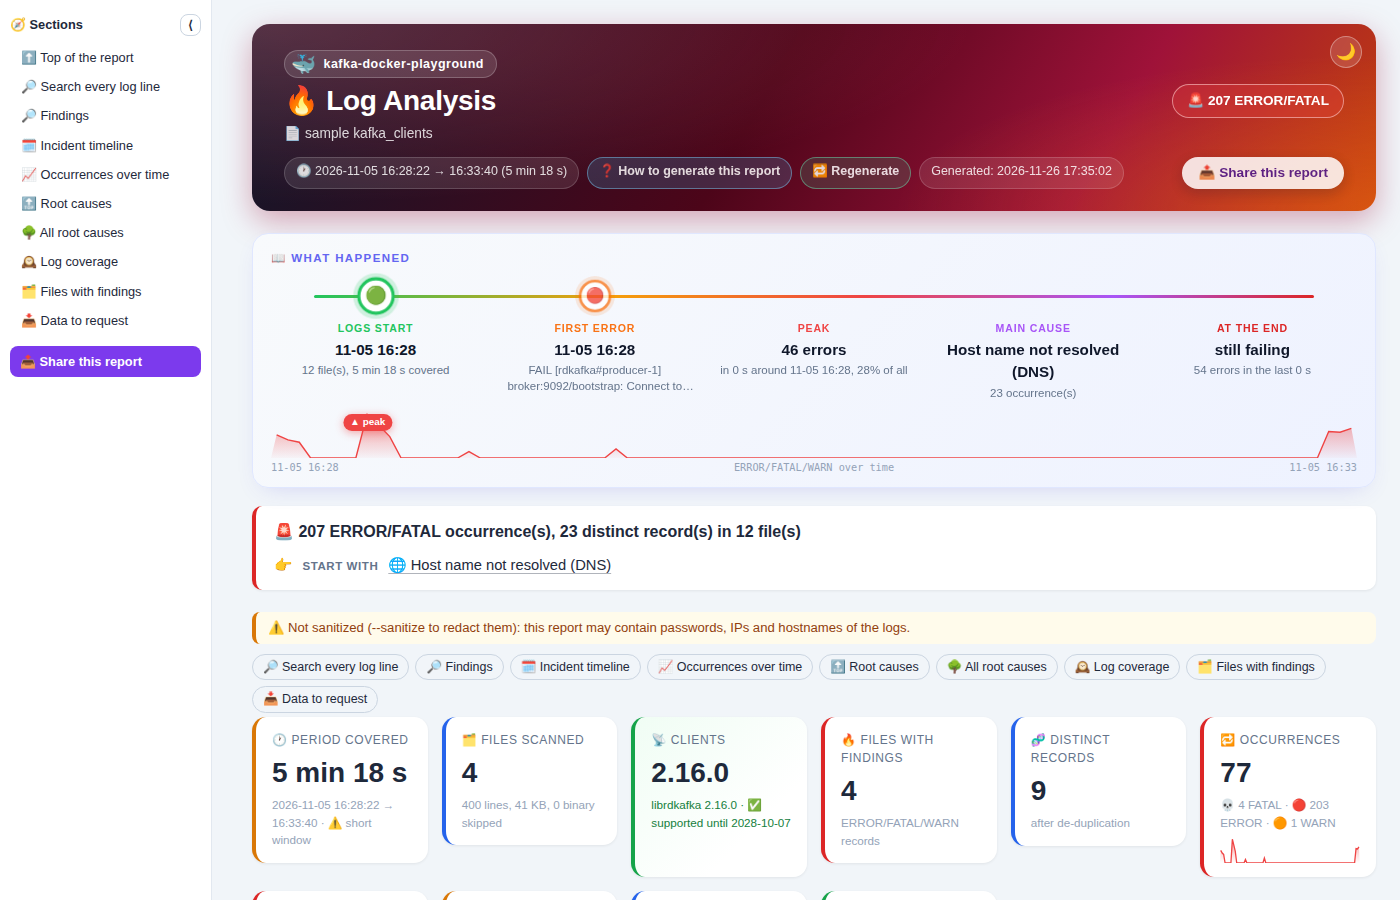 🧭 Sections
⟨
⬆️ Top of the report
🔎 Search every log line
🔎 Findings
🗓️ Incident timeline
📈 Occurrences over time
🔝 Root causes
🌳 All root causes
🕰️ Log coverage
🗂️ Files with findings
📥 Data to request
📤 Share this report
🐳 kafka-docker-playground
🔥 Log Analysis
📄 sample kafka_clients
🚨 207 ERROR/FATAL
🕐 2026-11-05 16:28:22 → 16:33:40 (5 min 18 s)
❓ How to generate this report
🔁 Regenerate
Generated: 2026-11-26 17:35:02
📤 Share this report
📖 WHAT HAPPENED
LOGS START
11-05 16:28
12 file(s), 5 min 18 s covered
FIRST ERROR
11-05 16:28
FAIL [rdkafka#producer-1]
broker:9092/bootstrap: Connect to…
PEAK
46 errors
in 0 s around 11-05 16:28, 28% of all
MAIN CAUSE
Host name not resolved
(DNS)
23 occurrence(s)
AT THE END
still failing
54 errors in the last 0 s
▲ peak
11-05 16:28
ERROR/FATAL/WARN over time
11-05 16:33
🚨 207 ERROR/FATAL occurrence(s), 23 distinct record(s) in 12 file(s)
👉 START WITH 🌐 Host name not resolved (DNS)
⚠️ Not sanitized (--sanitize to redact them): this report may contain passwords, IPs and hostnames of the logs.
🔎 Search every log line
🔎 Findings
🗓️ Incident timeline
📈 Occurrences over time
🔝 Root causes
🌳 All root causes
🕰️ Log coverage
🗂️ Files with findings
📥 Data to request
🕐 PERIOD COVERED
5 min 18 s
2026-11-05 16:28:22 →
16:33:40 · ⚠️ short
window
🗂️ FILES SCANNED
4
400 lines, 41 KB, 0 binary
skipped
📡 CLIENTS
2.16.0
librdkafka 2.16.0 · ✅
supported until 2028-10-07
🔥 FILES WITH
FINDINGS
4
ERROR/FATAL/WARN
records
🧬 DISTINCT
RECORDS
9
after de-duplication
🔁 OCCURRENCES
77
💀 4 FATAL · 🔴 203
ERROR · 🟠 1 WARN